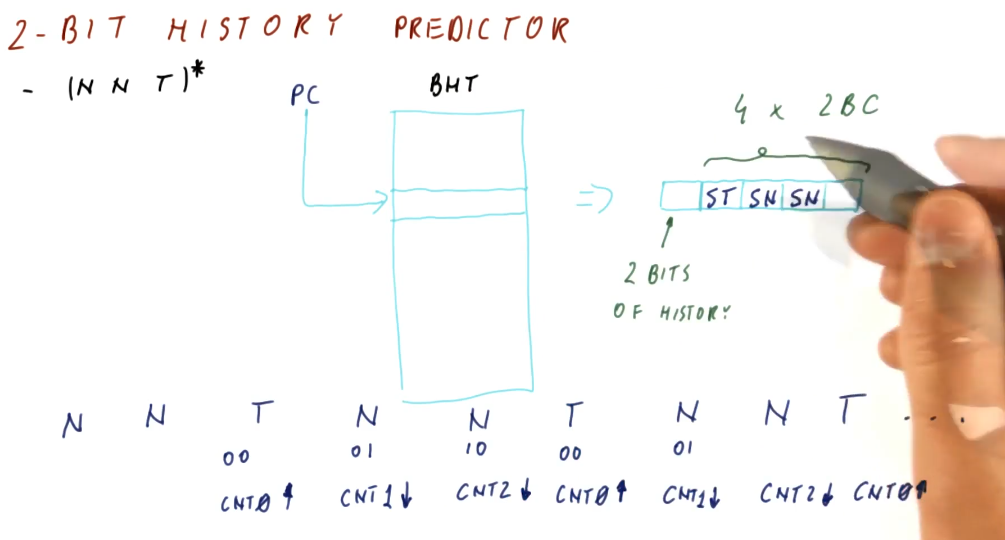 2-BIT HISTORY PREDICTOR
- (N N T)*
PC
BHT
4 x 2BC
⇒
ST SN SN
2 BITS
OF HISTORY
N N T N N T N N T ...
00 01 10 00 01
CNT0↑ CNT1↓ CNT2↓ CNT0↑ CNT1↓ CNT2↓ CNT0↑